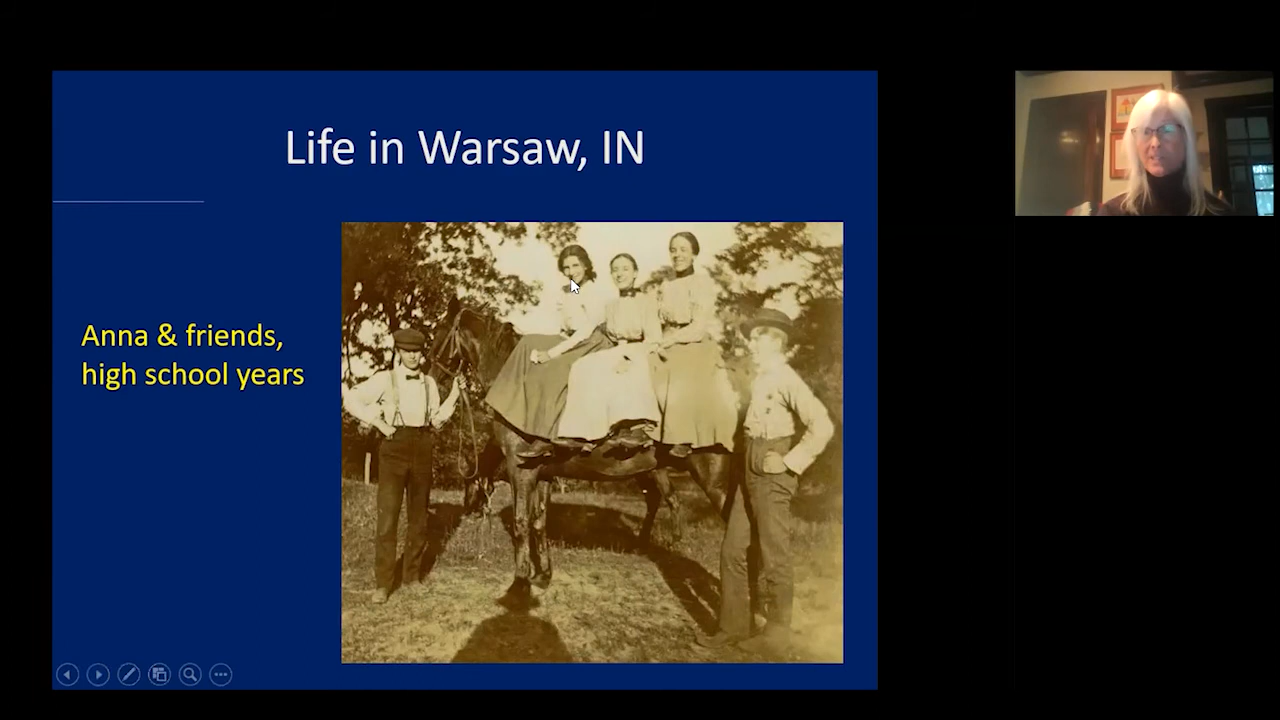 Life in Warsaw, IN
Anna & friends,
high school years